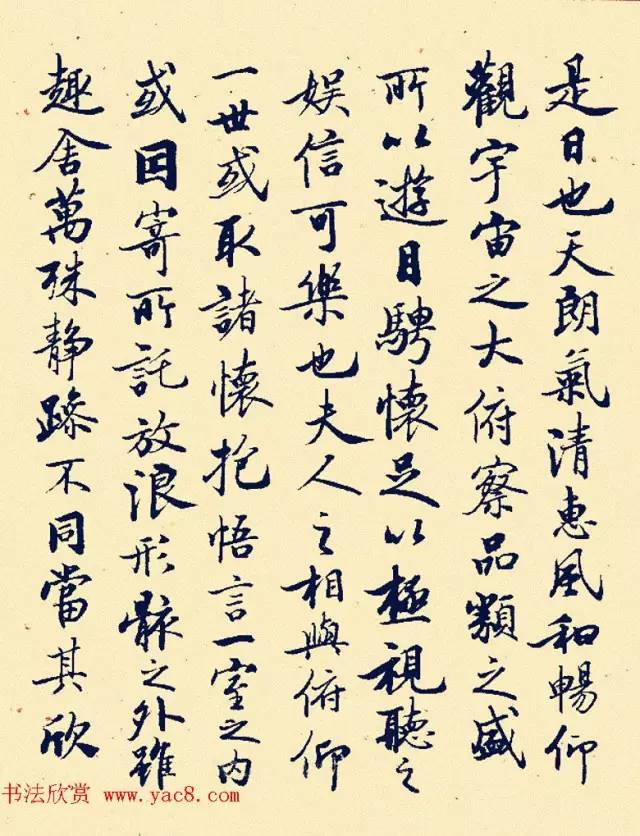 是日也天朗氣清惠風和暢仰
觀宇宙之大俯察品類之盛
所以遊目騁懷足以極視聽之
娛信可樂也夫人之相與俯仰
一世或取諸懷抱悟言一室之内
或因寄所託放浪形骸之外雖
趣舍萬殊静躁不同當其欣
书法欣赏 www.yac8.com